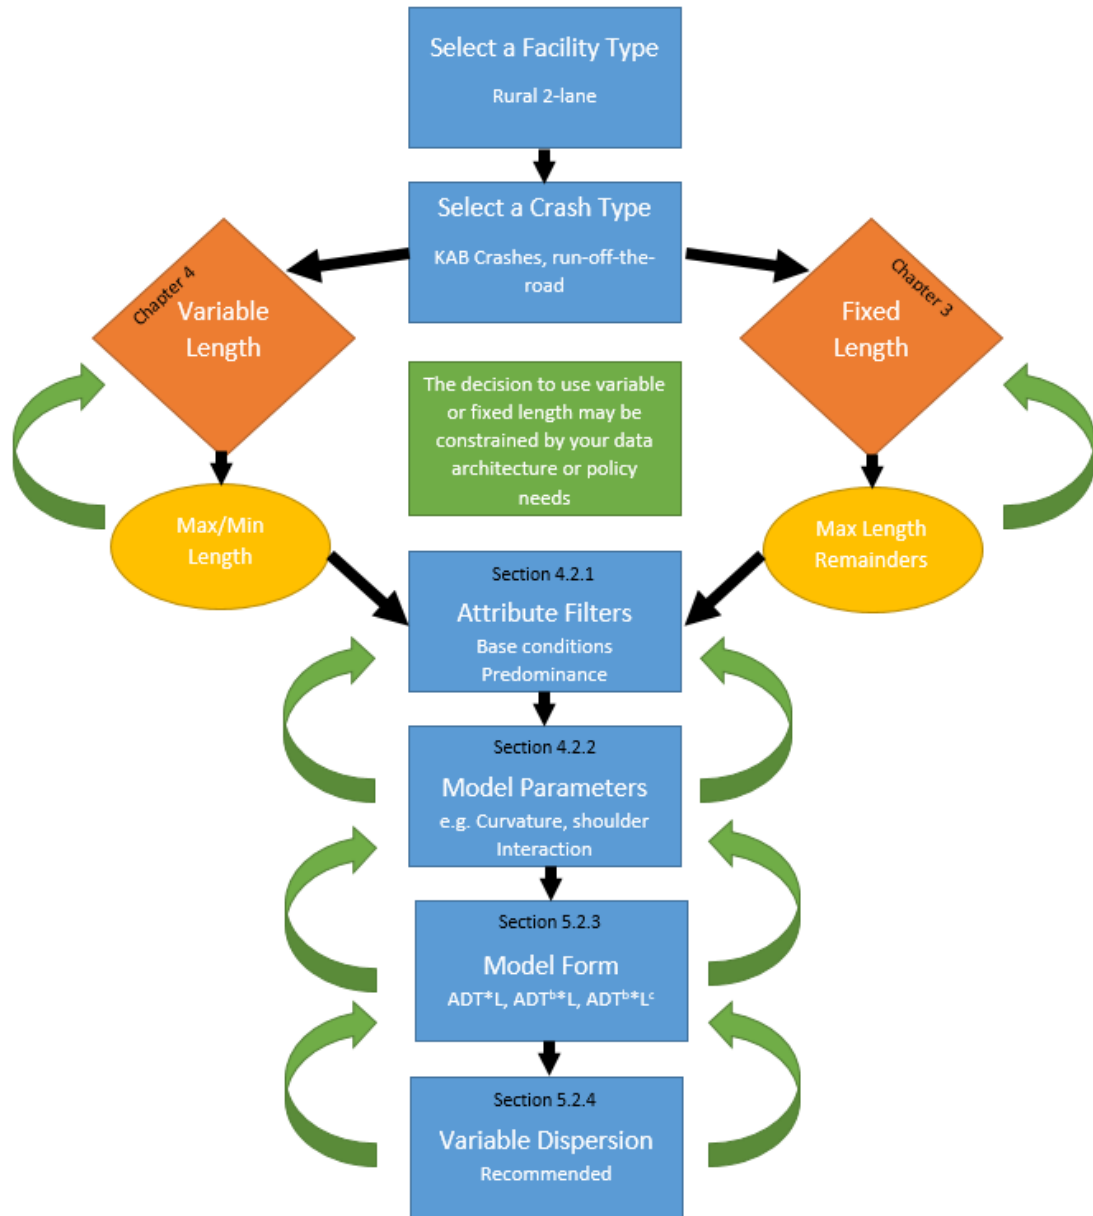 Select a Facility Type
Rural 2-lane
Select a Crash Type
KAB Crashes, run-off-the-
road
Chapter 4
Variable
Length
Chapter 3
Fixed
Length
The decision to use variable
or fixed length may be
constrained by your data
architecture or policy
needs
Max/Min
Length
Max Length
Remainders
Section 4.2.1
Attribute Filters
Base conditions
Predominance
Section 4.2.2
Model Parameters
e.g. Curvature, shoulder
Interaction
Section 5.2.3
Model Form
ADT*L, ADTᵇ*L, ADTᵇ*Lᶜ
Section 5.2.4
Variable Dispersion
Recommended